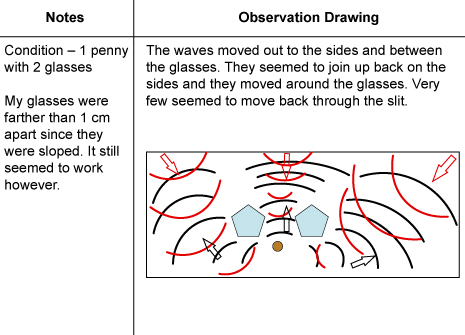 Notes
Observation Drawing
Condition – 1 penny
with 2 glasses
My glasses were
farther than 1 cm
apart since they
were sloped. It still
seemed to work
however.
The waves moved out to the sides and between
the glasses. They seemed to join up back on the
sides and they moved around the glasses. Very
few seemed to move back through the slit.